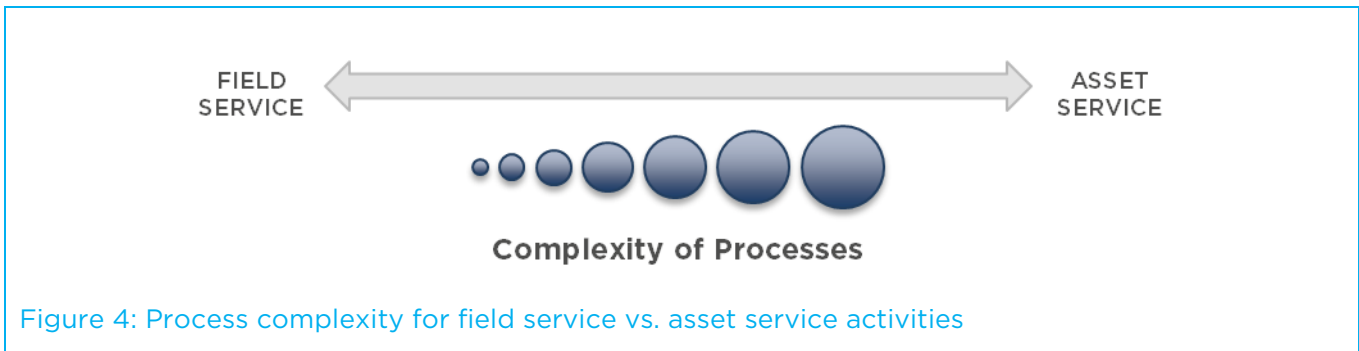 FIELD
SERVICE
ASSET
SERVICE
Complexity of Processes
Figure 4: Process complexity for field service vs. asset service activities